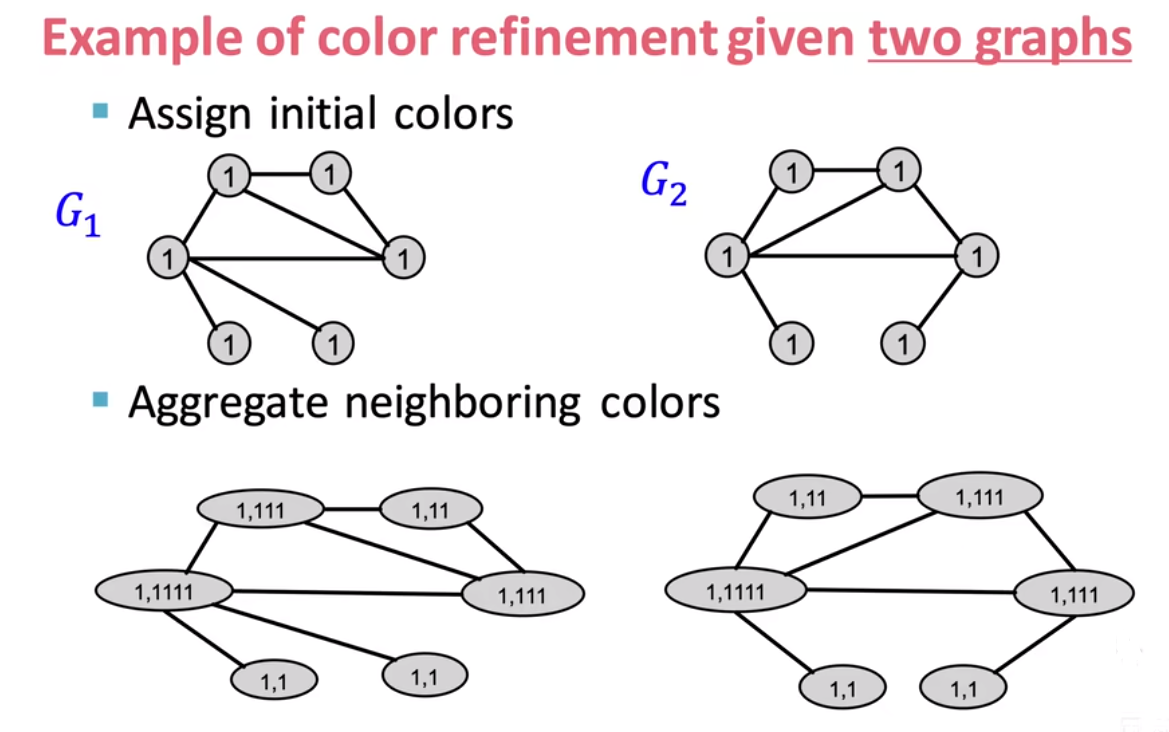 Example of color refinement given two graphs
▪ Assign initial colors
G₁
1 1
1 1
1 1
G₂
1 1
1 1
1 1
▪ Aggregate neighboring colors
1,111 1,11
1,1111 1,111
1,1 1,1
1,11 1,111
1,1111 1,111
1,1 1,1